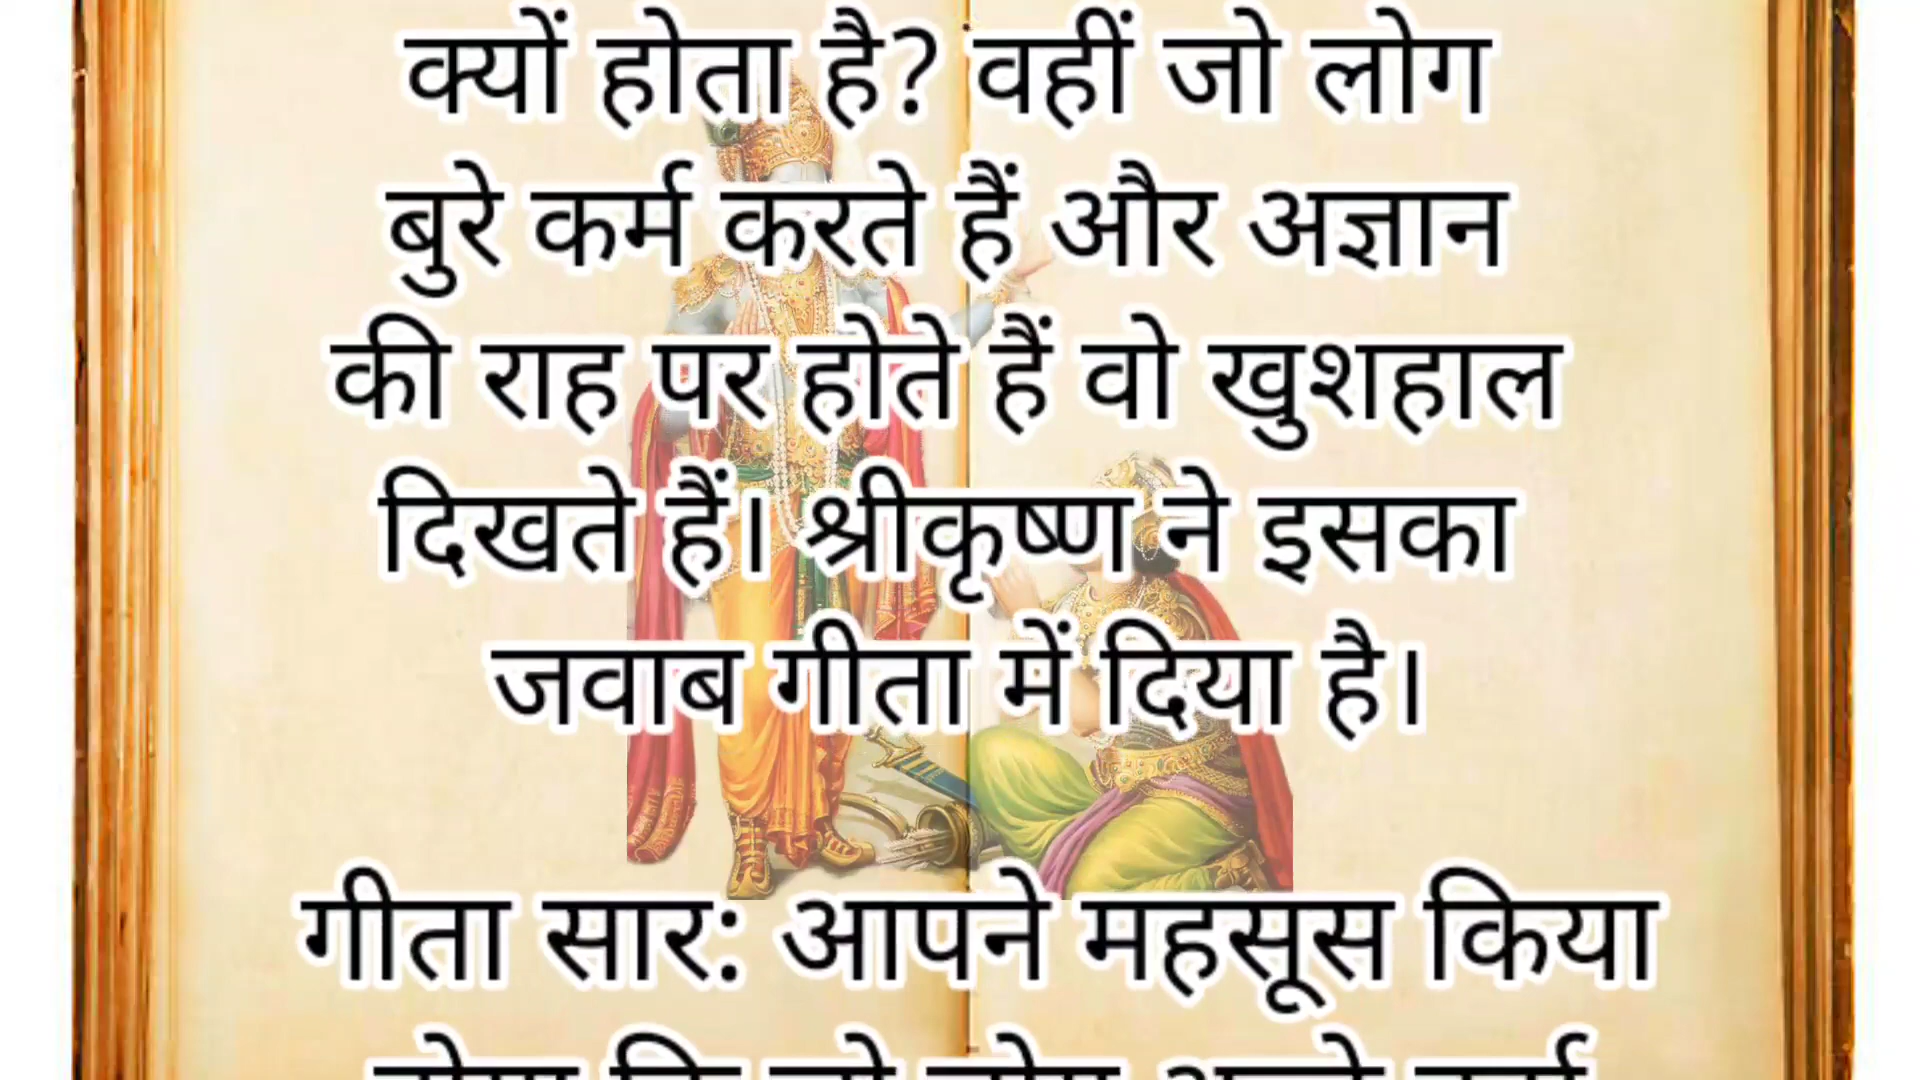 क्यों होता है? वहीं जो लोग
बुरे कर्म करते हैं और अज्ञान
की राह पर होते हैं वो खुशहाल
दिखते हैं। श्रीकृष्ण ने इसका
जवाब गीता में दिया है।
गीता सार: आपने महसूस किया